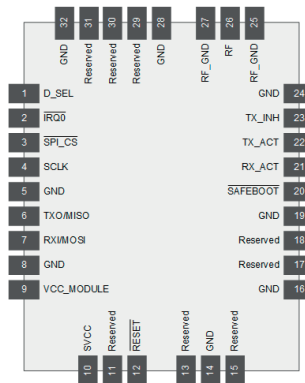 32 31 30 29 28 27 26 25
GND Reserved Reserved Reserved GND RF_GND RF RF_GND
1 D_SEL GND 24
2 IRQ0 TX_INH 23
3 SPI_CS TX_ACT 22
4 SCLK RX_ACT 21
5 GND SAFEBOOT 20
6 TXO/MISO GND 19
7 RXI/MOSI Reserved 18
8 GND Reserved 17
9 VCC_MODULE GND 16
SVCC Reserved RESET Reserved GND Reserved
10 11 12 13 14 15